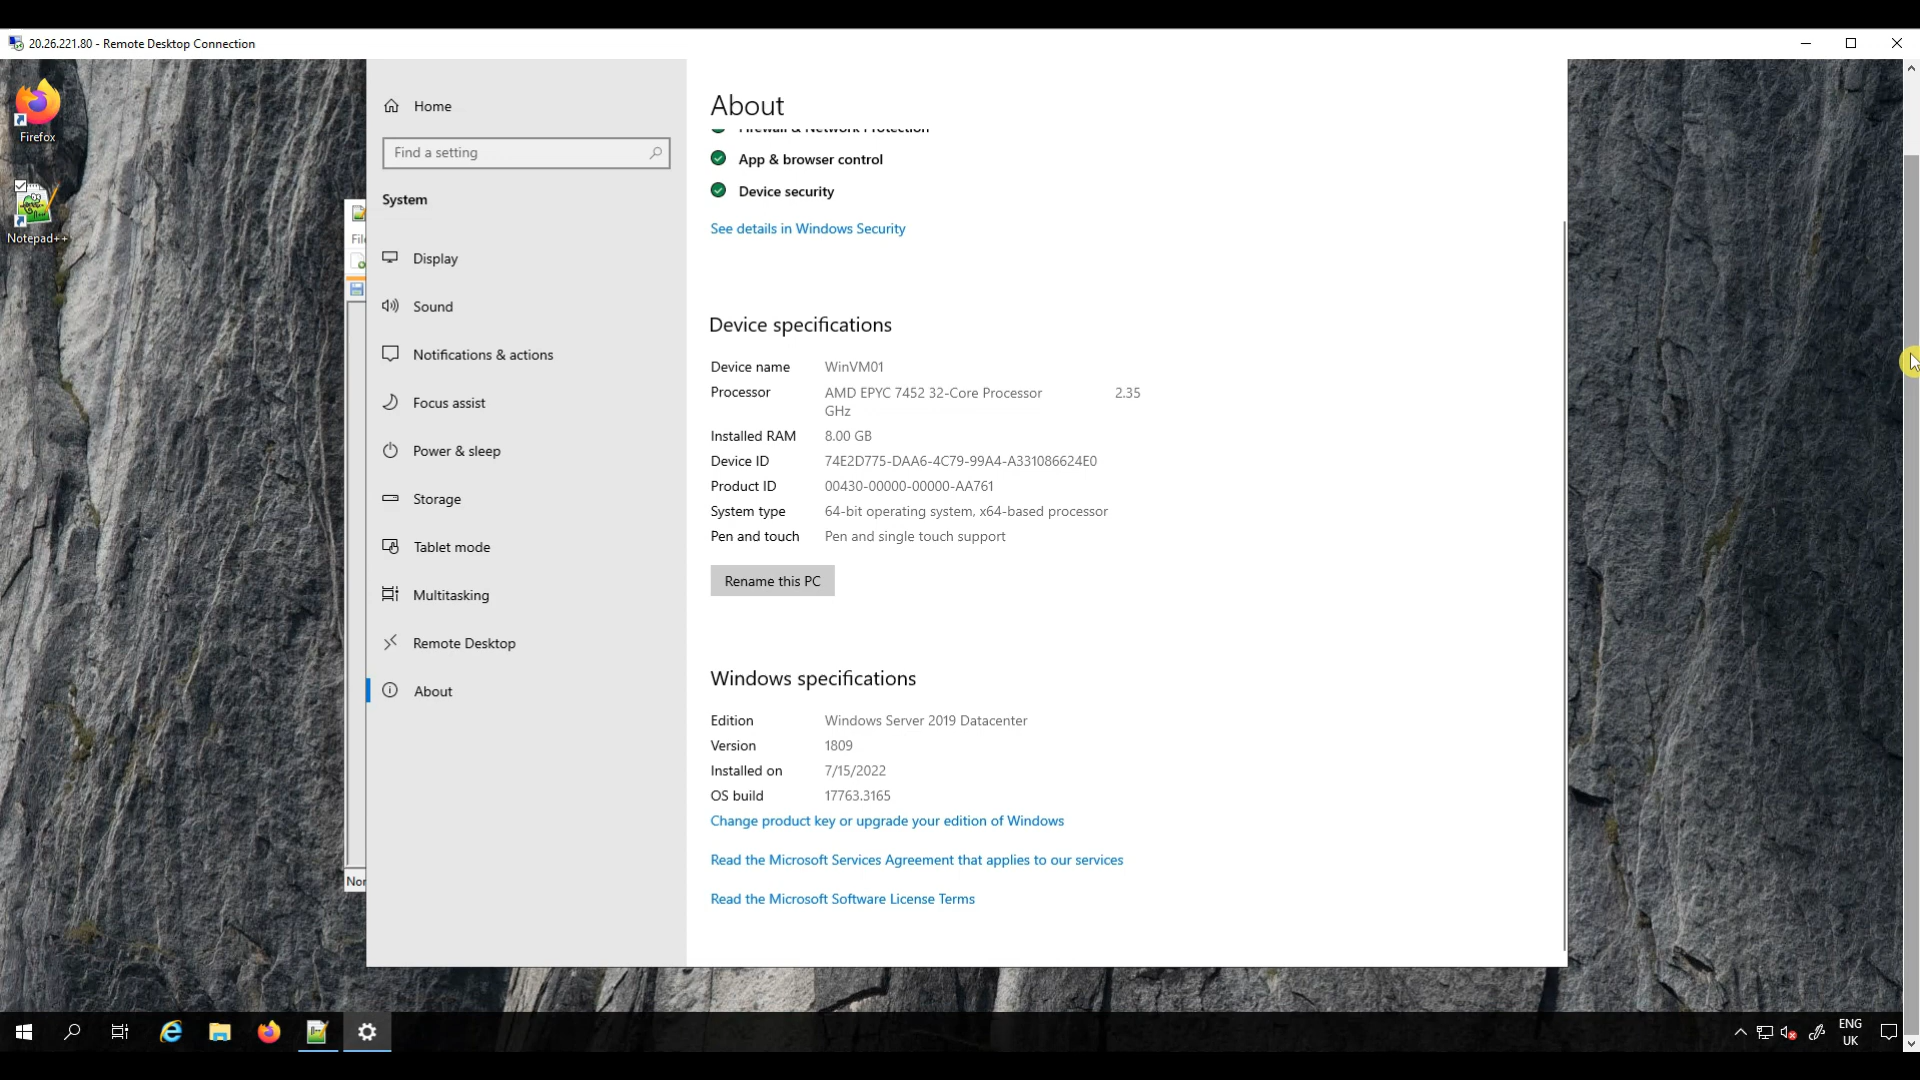 20.26.221.80 - Remote Desktop Connection
Firefox
Notepad++
Home
Find a setting
System
Display
Sound
Notifications & actions
Focus assist
Power & sleep
Storage
Tablet mode
Multitasking
Remote Desktop
About
About
Firewall & Network Protection
App & browser control
Device security
See details in Windows Security
Device specifications
Device name WinVM01
Processor AMD EPYC 7452 32-Core Processor 2.35
GHz
Installed RAM 8.00 GB
Device ID 74E2D775-DAA6-4C79-99A4-A331086624E0
Product ID 00430-00000-00000-AA761
System type 64-bit operating system, x64-based processor
Pen and touch Pen and single touch support
Rename this PC
Windows specifications
Edition Windows Server 2019 Datacenter
Version 1809
Installed on 7/15/2022
OS build 17763.3165
Change product key or upgrade your edition of Windows
Read the Microsoft Services Agreement that applies to our services
Read the Microsoft Software License Terms
ENG
UK